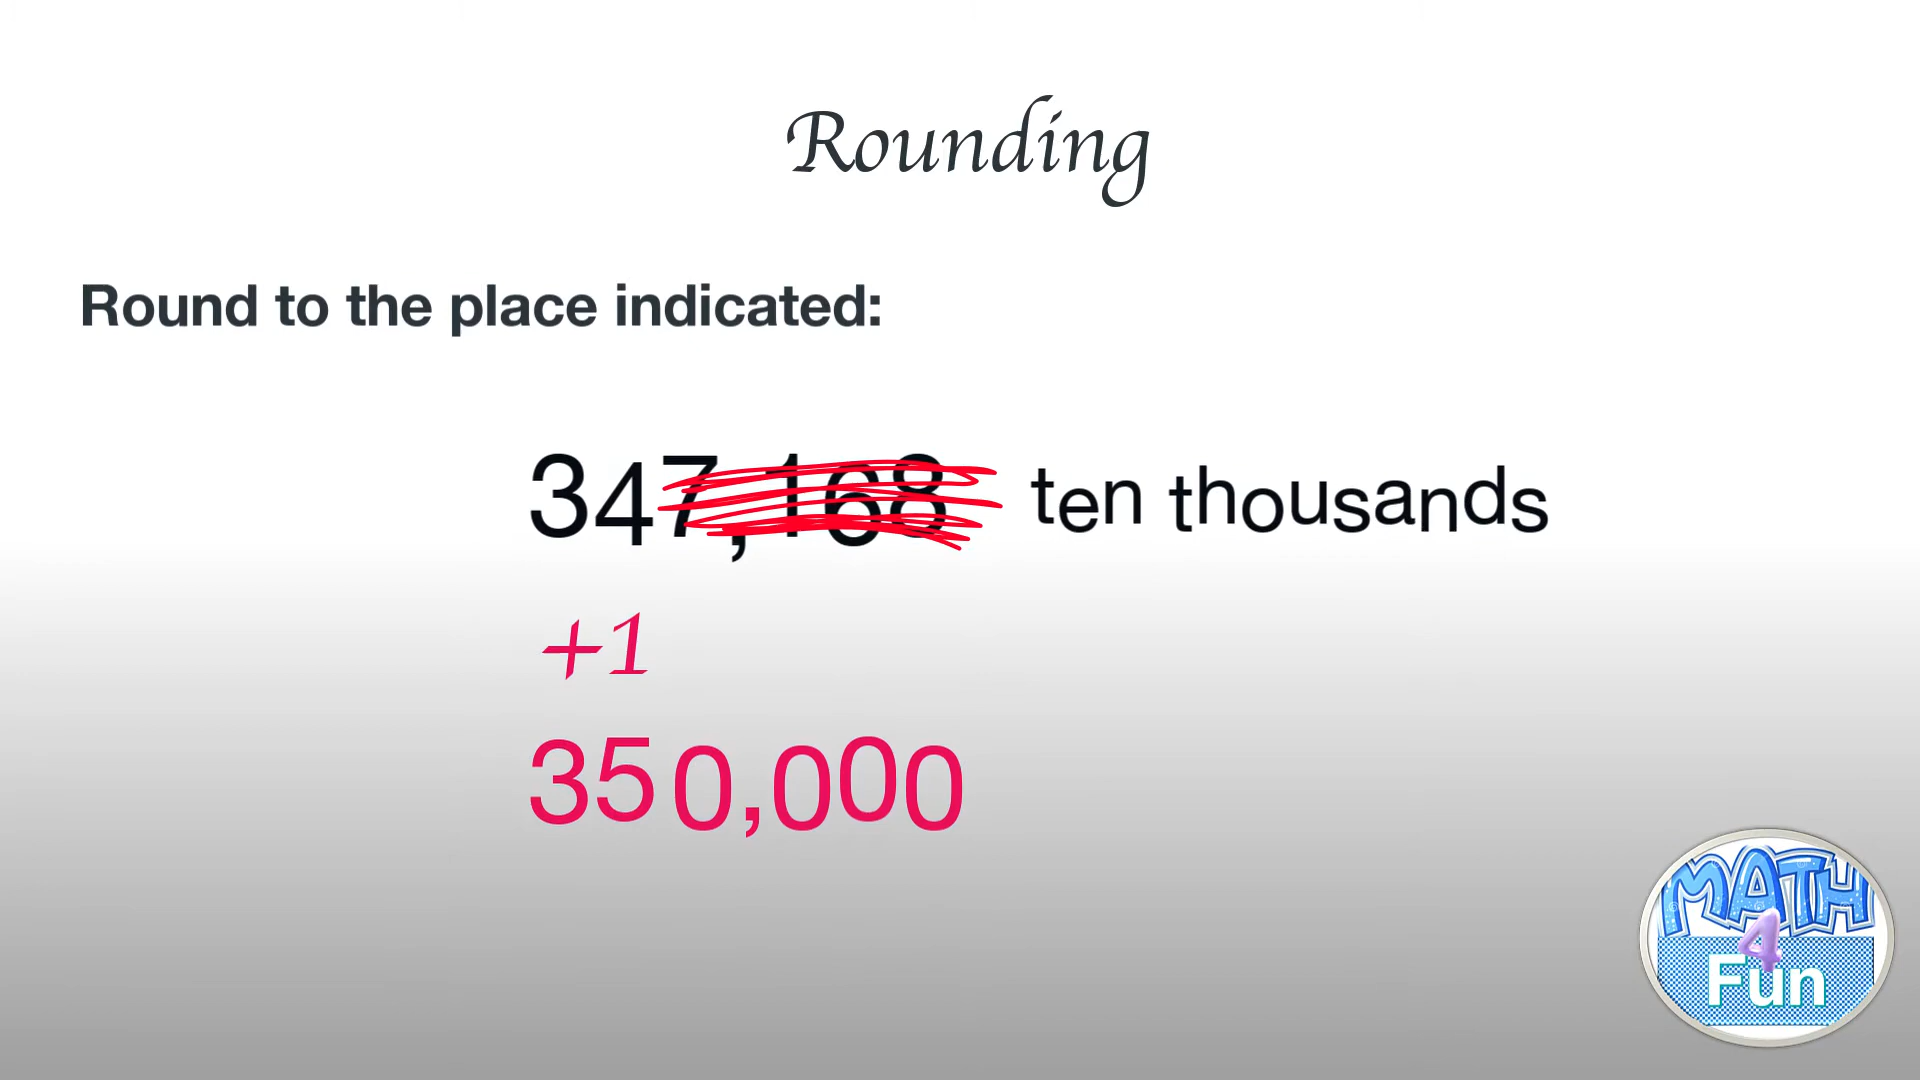 Rounding
Round to the place indicated:
347,168 ten thousands
+1
350,000
MATH
4
Fun